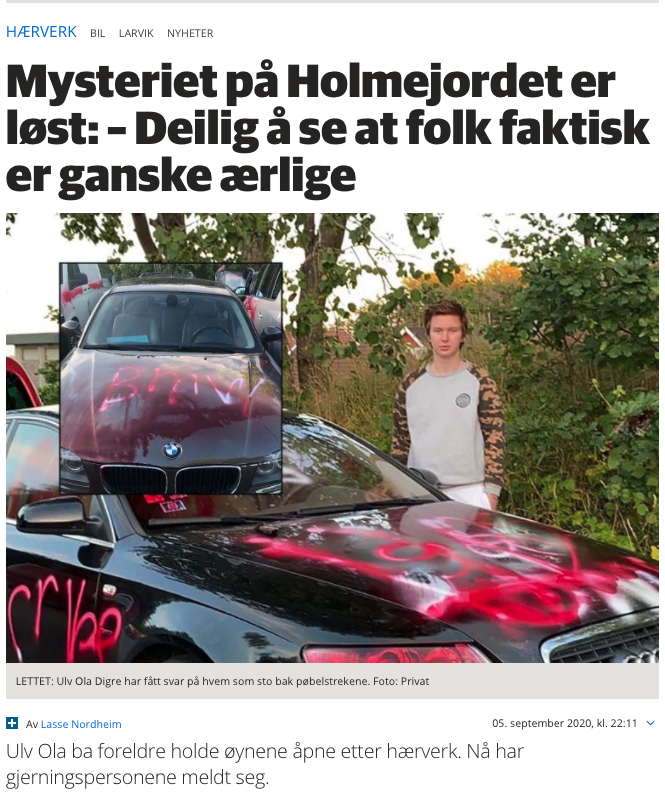 HÆRVERK BIL LARVIK NYHETER
Mysteriet på Holmejordet er
løst: – Deilig å se at folk faktisk
er ganske ærlige
cribe
LETTET: Ulv Ola Digre har fått svar på hvem som sto bak pøbelstrekene. Foto: Privat
Av Lasse Nordheim
05. september 2020, kl. 22:11
Ulv Ola ba foreldre holde øynene åpne etter hærverk. Nå har
gjerningspersonene meldt seg.